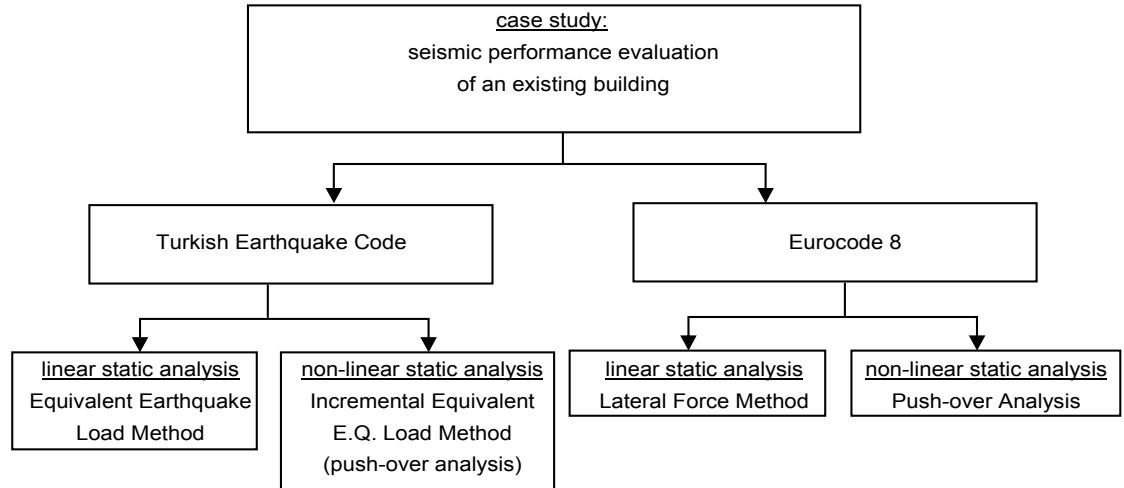 case study:
seismic performance evaluation
of an existing building
Turkish Earthquake Code
Eurocode 8
linear static analysis
Equivalent Earthquake
Load Method
non-linear static analysis
Incremental Equivalent
E.Q. Load Method
(push-over analysis)
linear static analysis
Lateral Force Method
non-linear static analysis
Push-over Analysis